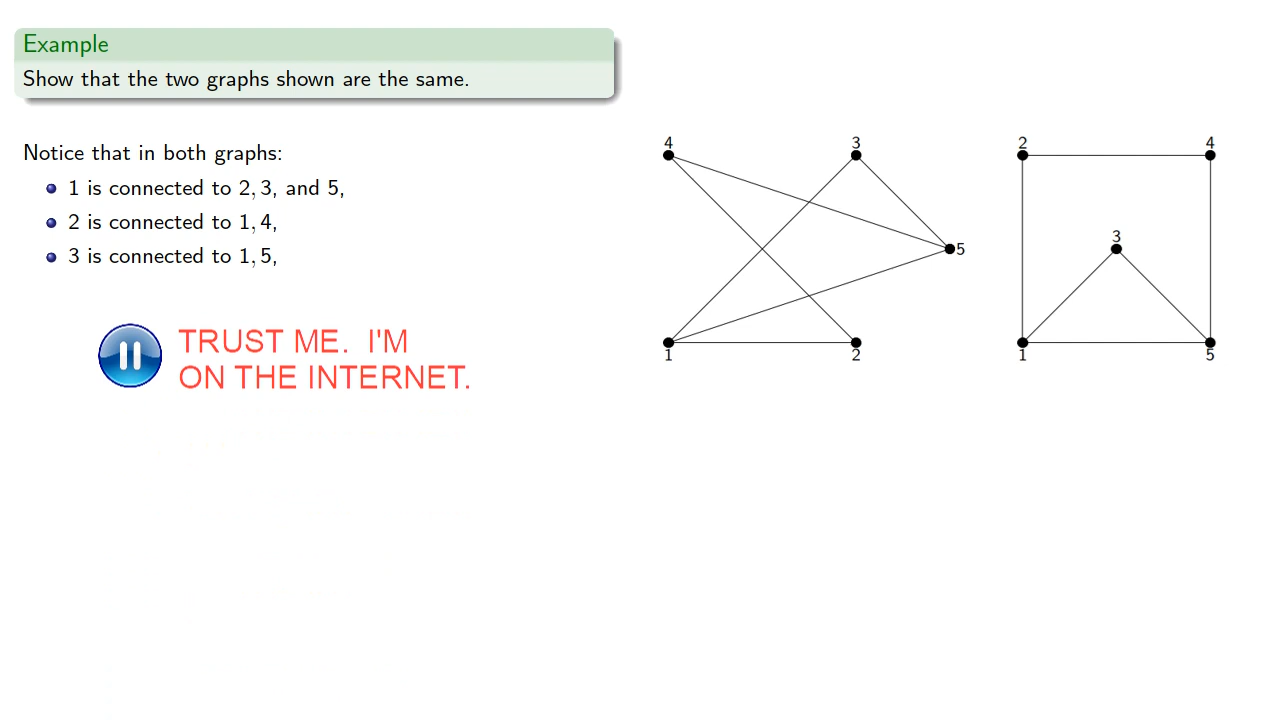 Example
Show that the two graphs shown are the same.
Notice that in both graphs:
1 is connected to 2, 3, and 5,
2 is connected to 1, 4,
3 is connected to 1, 5,
TRUST ME. I'M
ON THE INTERNET.
4 3
5
1 2
2 4
3
1 5